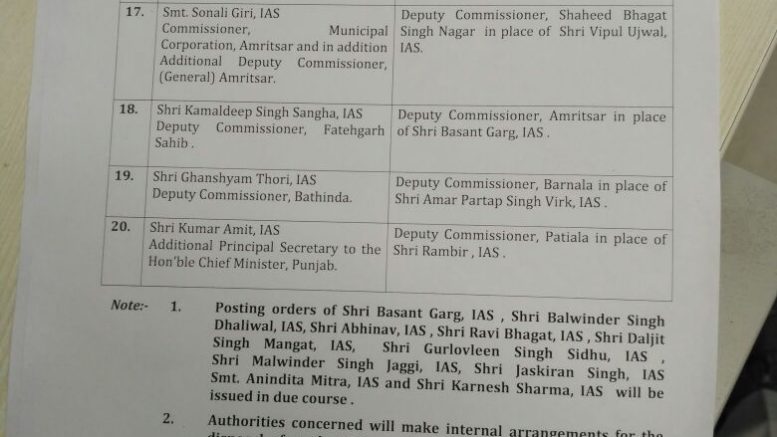 17. Smt. Sonali Giri, IAS
Commissioner, Municipal
Corporation, Amritsar and in addition
Additional Deputy Commissioner,
(General) Amritsar.
Deputy Commissioner, Shaheed Bhagat
Singh Nagar in place of Shri Vipul Ujwal,
IAS.
18. Shri Kamaldeep Singh Sangha, IAS
Deputy Commissioner, Fatehgarh
Sahib .
Deputy Commissioner, Amritsar in place
of Shri Basant Garg, IAS .
19. Shri Ghanshyam Thori, IAS
Deputy Commissioner, Bathinda.
Deputy Commissioner, Barnala in place of
Shri Amar Partap Singh Virk, IAS .
20. Shri Kumar Amit, IAS
Additional Principal Secretary to the
Hon'ble Chief Minister, Punjab.
Deputy Commissioner, Patiala in place of
Shri Rambir , IAS .
Note:- 1. Posting orders of Shri Basant Garg, IAS , Shri Balwinder Singh
Dhaliwal, IAS, Shri Abhinav, IAS , Shri Ravi Bhagat, IAS , Shri Daljit
Singh Mangat, IAS, Shri Gurlovleen Singh Sidhu, IAS ,
Shri Malwinder Singh Jaggi, IAS, Shri Jaskiran Singh, IAS
Smt. Anindita Mitra, IAS and Shri Karnesh Sharma, IAS will be
issued in due course .
2. Authorities concerned will make internal arrangements for the